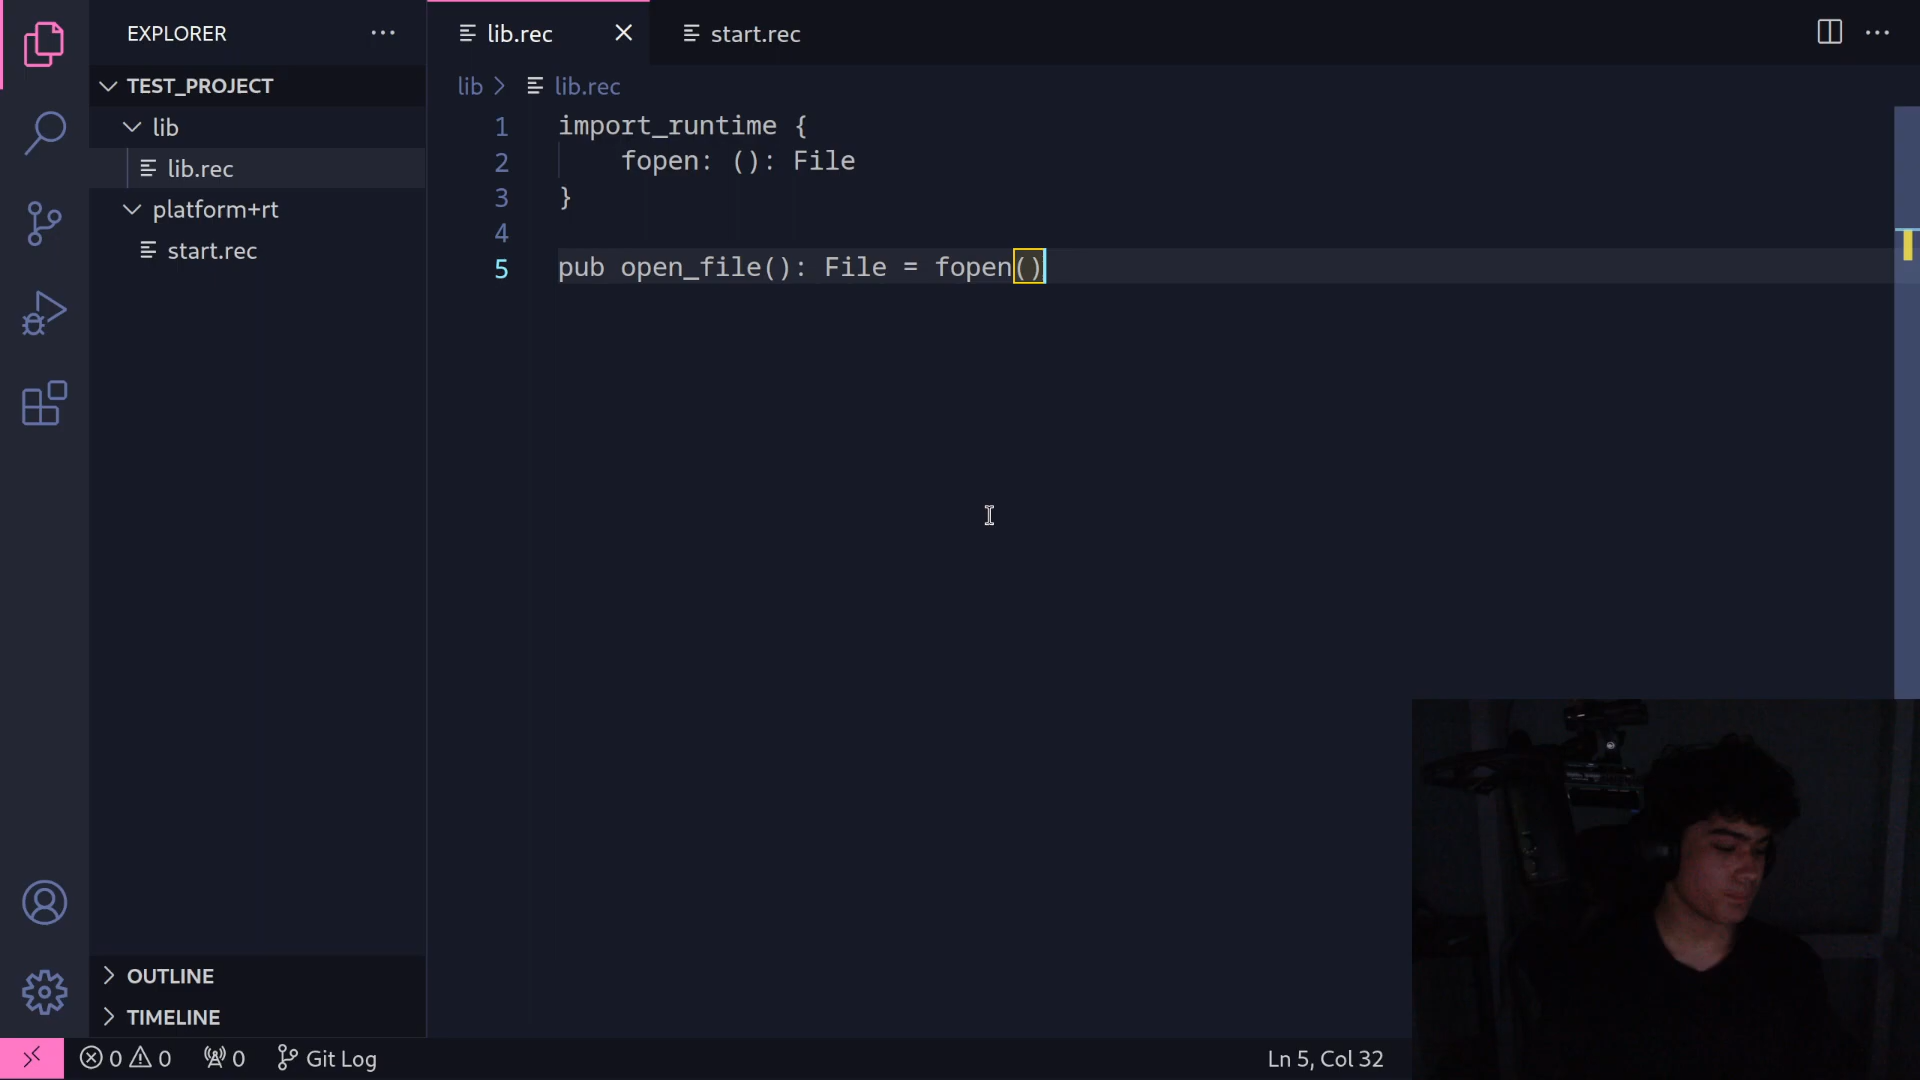 EXPLORER
TEST_PROJECT
lib
lib.rec
platform+rt
start.rec
OUTLINE
TIMELINE
lib.rec
start.rec
lib > lib.rec
1 import_runtime {
2 fopen: (): File
3 }
4
5 pub open_file(): File = fopen()
0 0 0 Git Log
Ln 5, Col 32